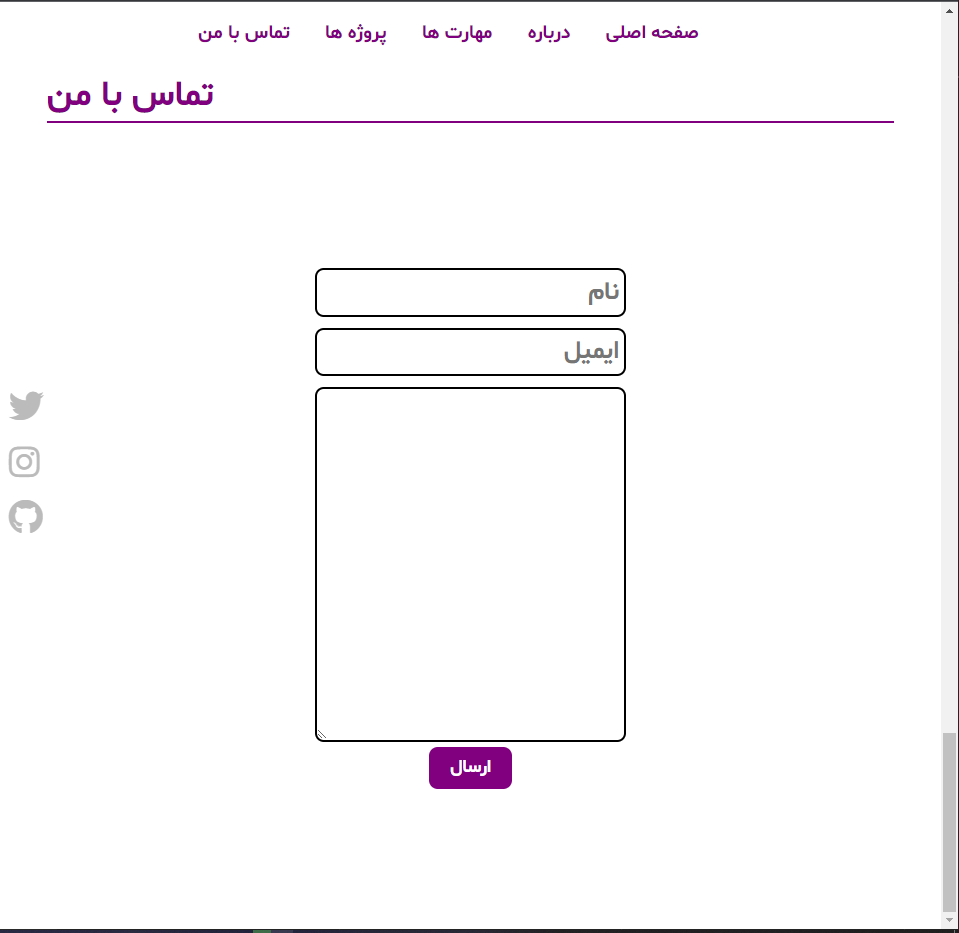 صفحه اصلی درباره مهارت ها پروژه ها تماس با من
تماس با من
نام
ایمیل
ارسال